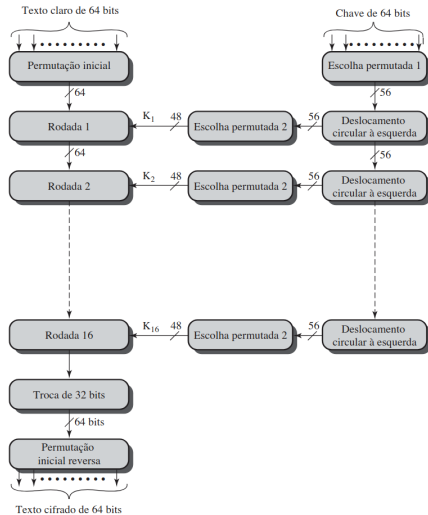 Texto claro de 64 bits
Chave de 64 bits
Permutação inicial
Escolha permutada 1
64
56
Rodada 1
K1
48
Escolha permutada 2
56
Deslocamento
circular à esquerda
64
56
Rodada 2
K2
48
Escolha permutada 2
56
Deslocamento
circular à esquerda
Rodada 16
K16
48
Escolha permutada 2
56
Deslocamento
circular à esquerda
Troca de 32 bits
64 bits
Permutação
inicial reversa
Texto cifrado de 64 bits